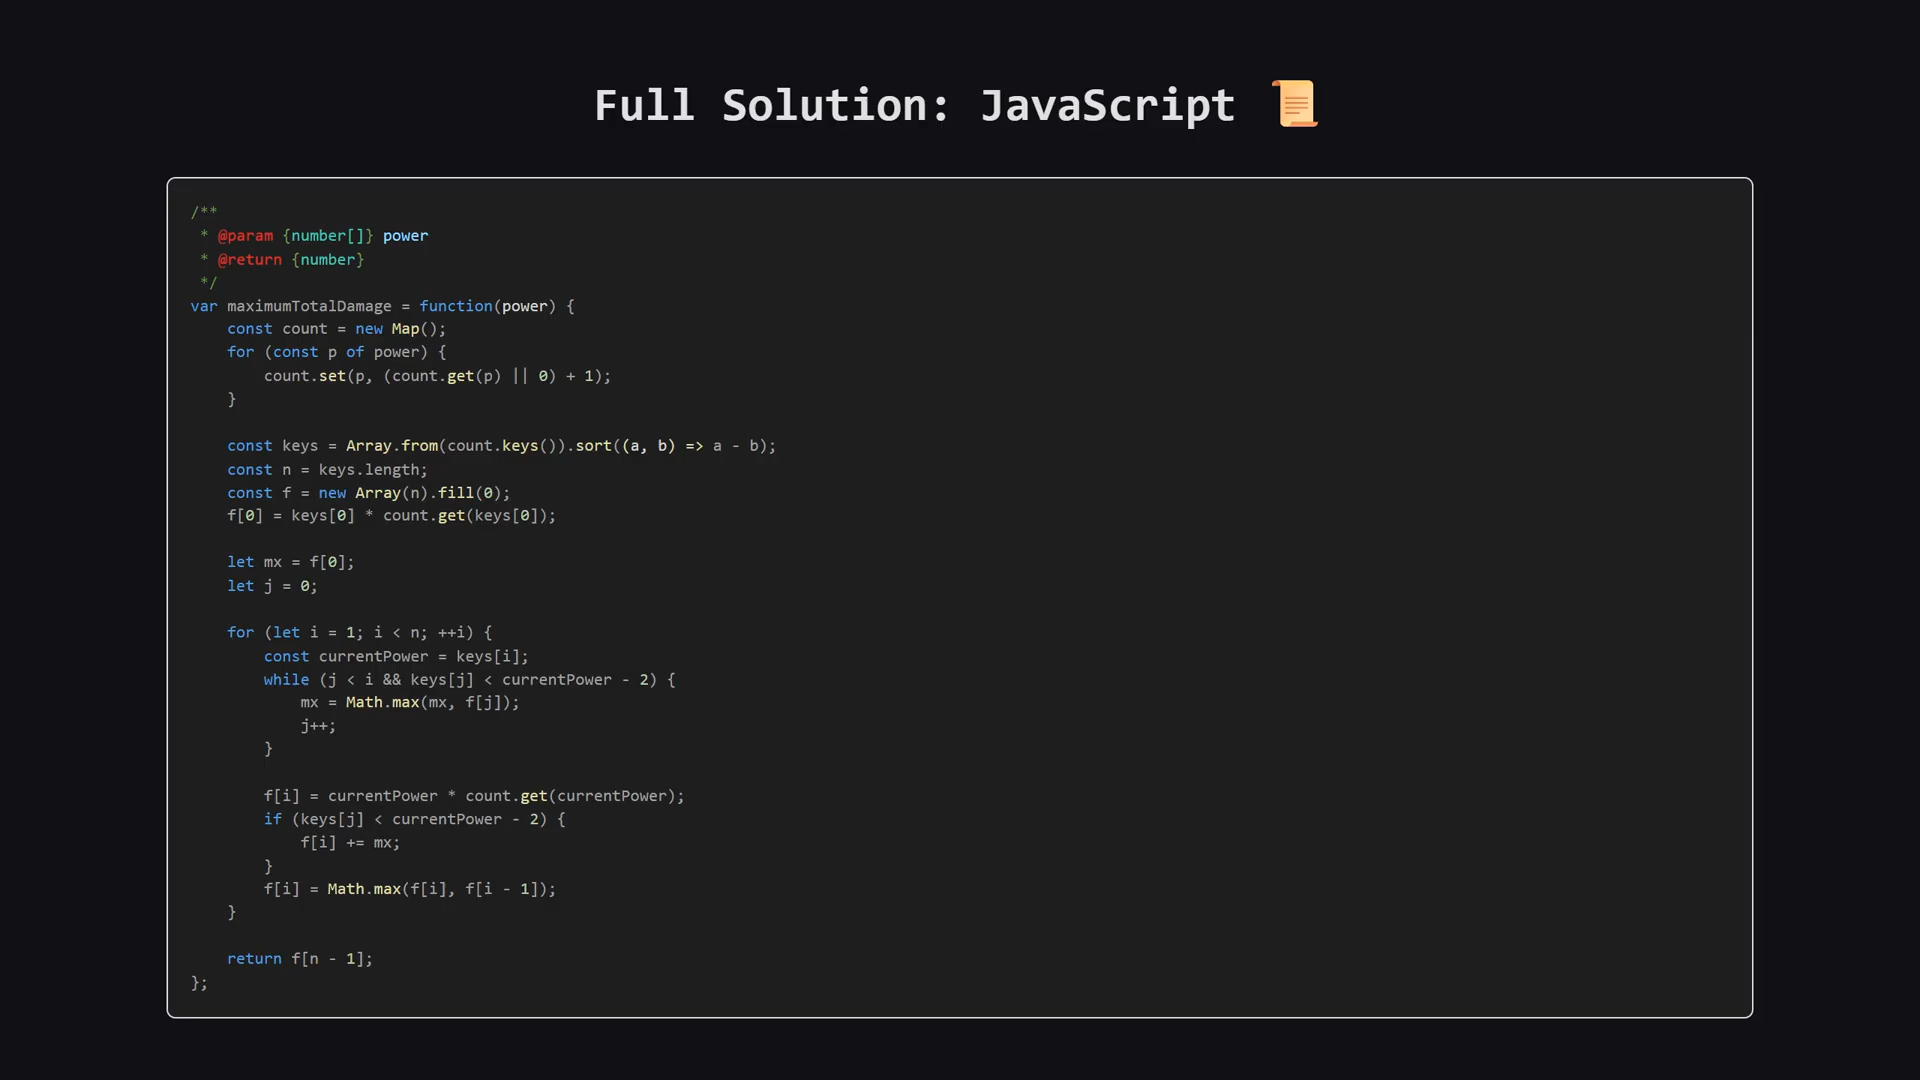 Full Solution: JavaScript 📜
/**
 * @param {number[]} power
 * @return {number}
 */
var maximumTotalDamage = function(power) {
    const count = new Map();
    for (const p of power) {
        count.set(p, (count.get(p) || 0) + 1);
    }

    const keys = Array.from(count.keys()).sort((a, b) => a - b);
    const n = keys.length;
    const f = new Array(n).fill(0);
    f[0] = keys[0] * count.get(keys[0]);

    let mx = f[0];
    let j = 0;

    for (let i = 1; i < n; ++i) {
        const currentPower = keys[i];
        while (j < i && keys[j] < currentPower - 2) {
            mx = Math.max(mx, f[j]);
            j++;
        }

        f[i] = currentPower * count.get(currentPower);
        if (keys[j] < currentPower - 2) {
            f[i] += mx;
        }
        f[i] = Math.max(f[i], f[i - 1]);
    }

    return f[n - 1];
};